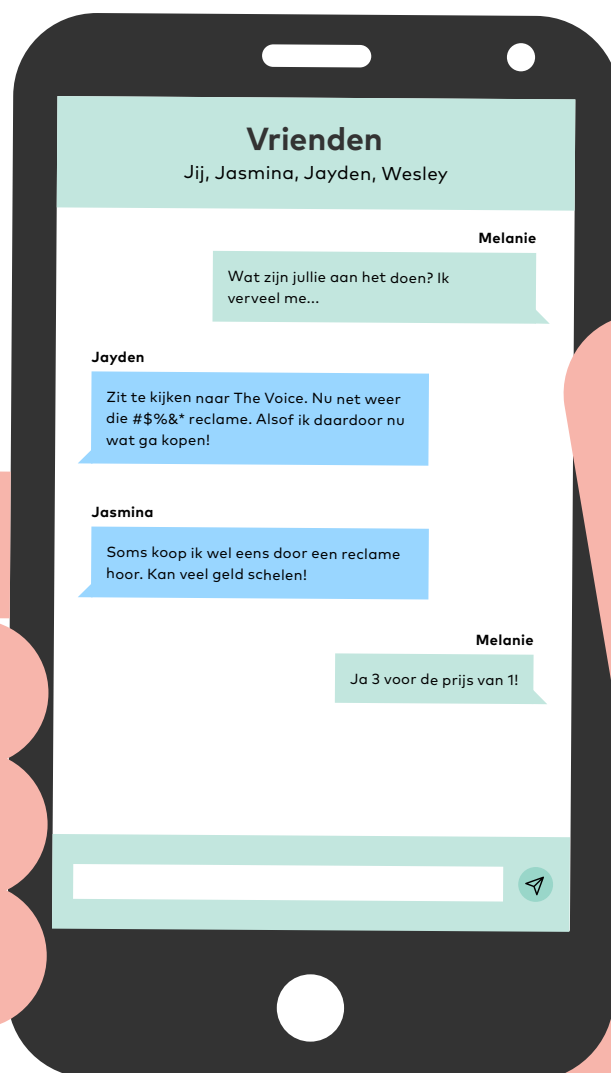 Vrienden
Jij, Jasmina, Jayden, Wesley
Melanie
Wat zijn jullie aan het doen? Ik
verveel me...
Jayden
Zit te kijken naar The Voice. Nu net weer
die #$%&* reclame. Alsof ik daardoor nu
wat ga kopen!
Jasmina
Soms koop ik wel eens door een reclame
hoor. Kan veel geld schelen!
Melanie
Ja 3 voor de prijs van 1!